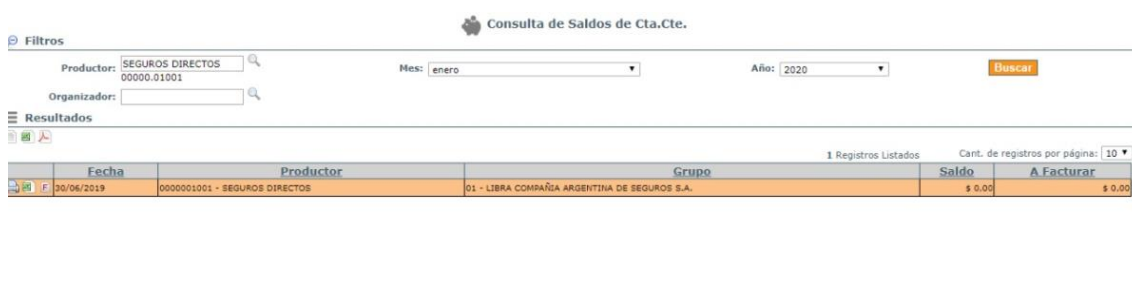 Consulta de Saldos de Cta.Cte.
Filtros
Productor: SEGUROS DIRECTOS Mes: enero Año: 2020 Buscar
00000.01001
Organizador:
Resultados
1 Registros Listados Cant. de registros por página: 10
Fecha Productor Grupo Saldo A Facturar
F 30/06/2019 0000001001 - SEGUROS DIRECTOS 01 - LIBRA COMPAÑIA ARGENTINA DE SEGUROS S.A. $ 0.00 $ 0.00